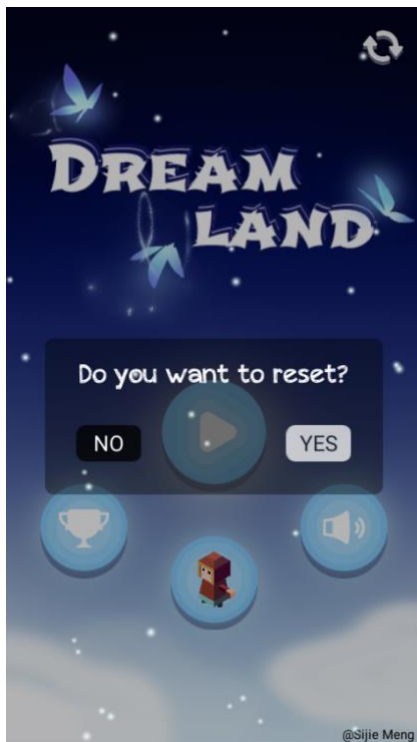 DREAM
LAND
Do you want to reset?
NO
YES
@Sijie Meng